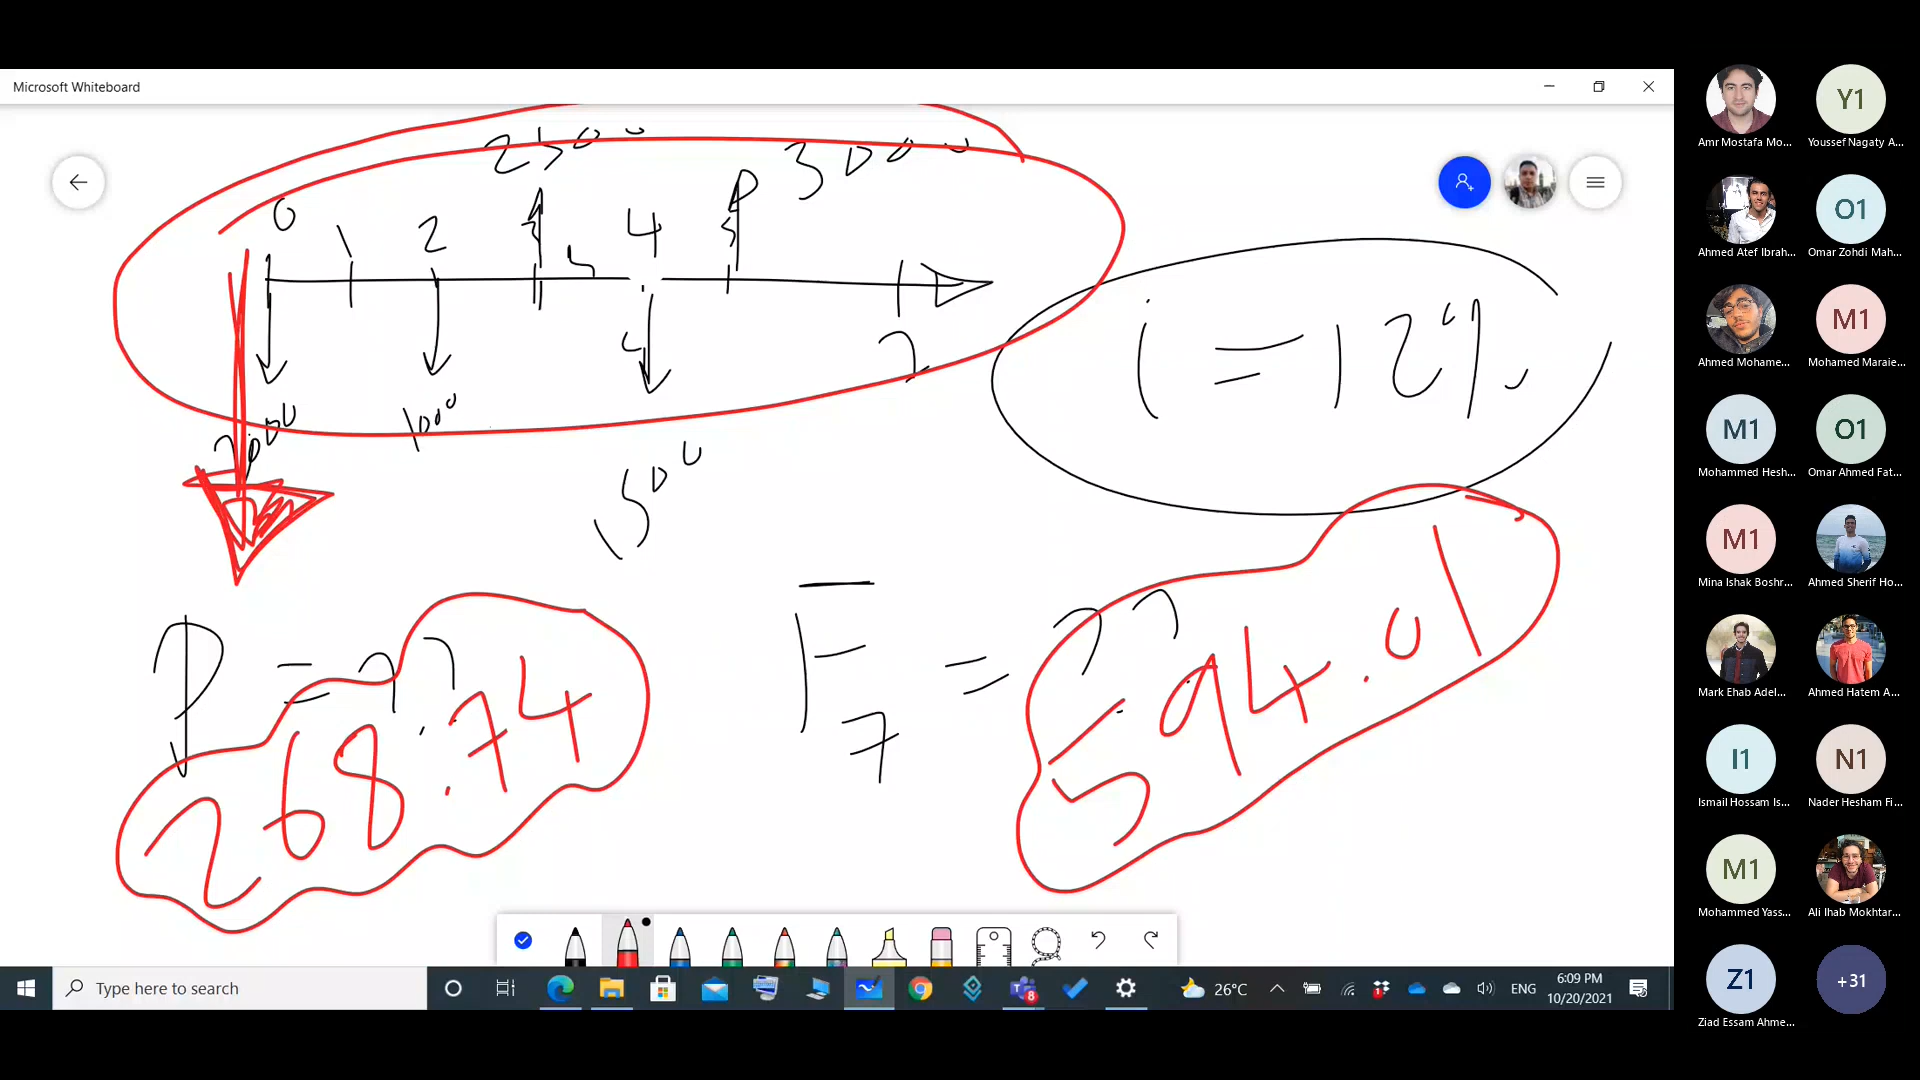 Microsoft Whiteboard
2500
3000
0
1
2
3
4
5
7
4
2000
1000
1500
i = 12%
P = ??
268.74
F7 = ??
594.01
Amr Mostafa Mo...
Y1
Youssef Nagaty A...
Ahmed Atef Ibrah...
O1
Omar Zohdi Mah...
Ahmed Mohame...
M1
Mohamed Maraie...
M1
Mohammed Hesh...
O1
Omar Ahmed Fat...
M1
Mina Ishak Boshr...
Ahmed Sherif Ho...
Mark Ehab Adel...
Ahmed Hatem A...
I1
Ismail Hossam Is...
N1
Nader Hesham Fi...
M1
Mohammed Yass...
Ali Ihab Mokhtar...
Z1
Ziad Essam Ahme...
+31
Type here to search
8
26°C
ENG
6:09 PM
10/20/2021